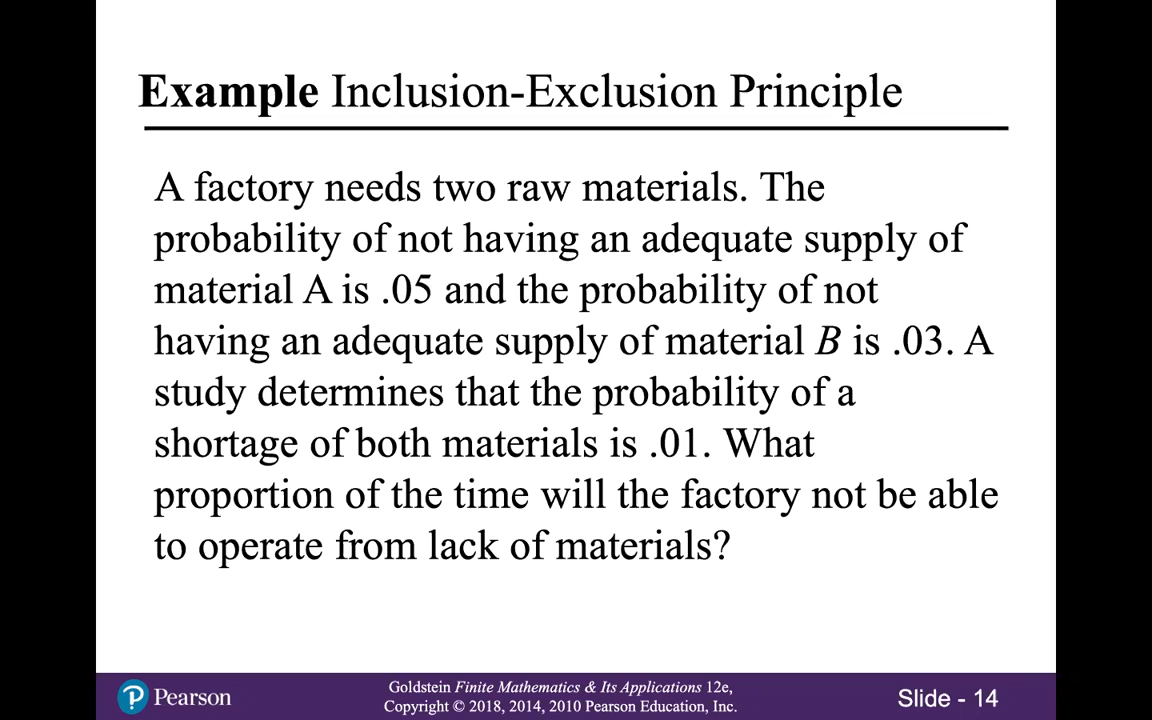 Example Inclusion-Exclusion Principle
A factory needs two raw materials. The
probability of not having an adequate supply of
material A is .05 and the probability of not
having an adequate supply of material B is .03. A
study determines that the probability of a
shortage of both materials is .01. What
proportion of the time will the factory not be able
to operate from lack of materials?
Pearson
Goldstein Finite Mathematics & Its Applications 12e,
Copyright © 2018, 2014, 2010 Pearson Education, Inc.
Slide - 14